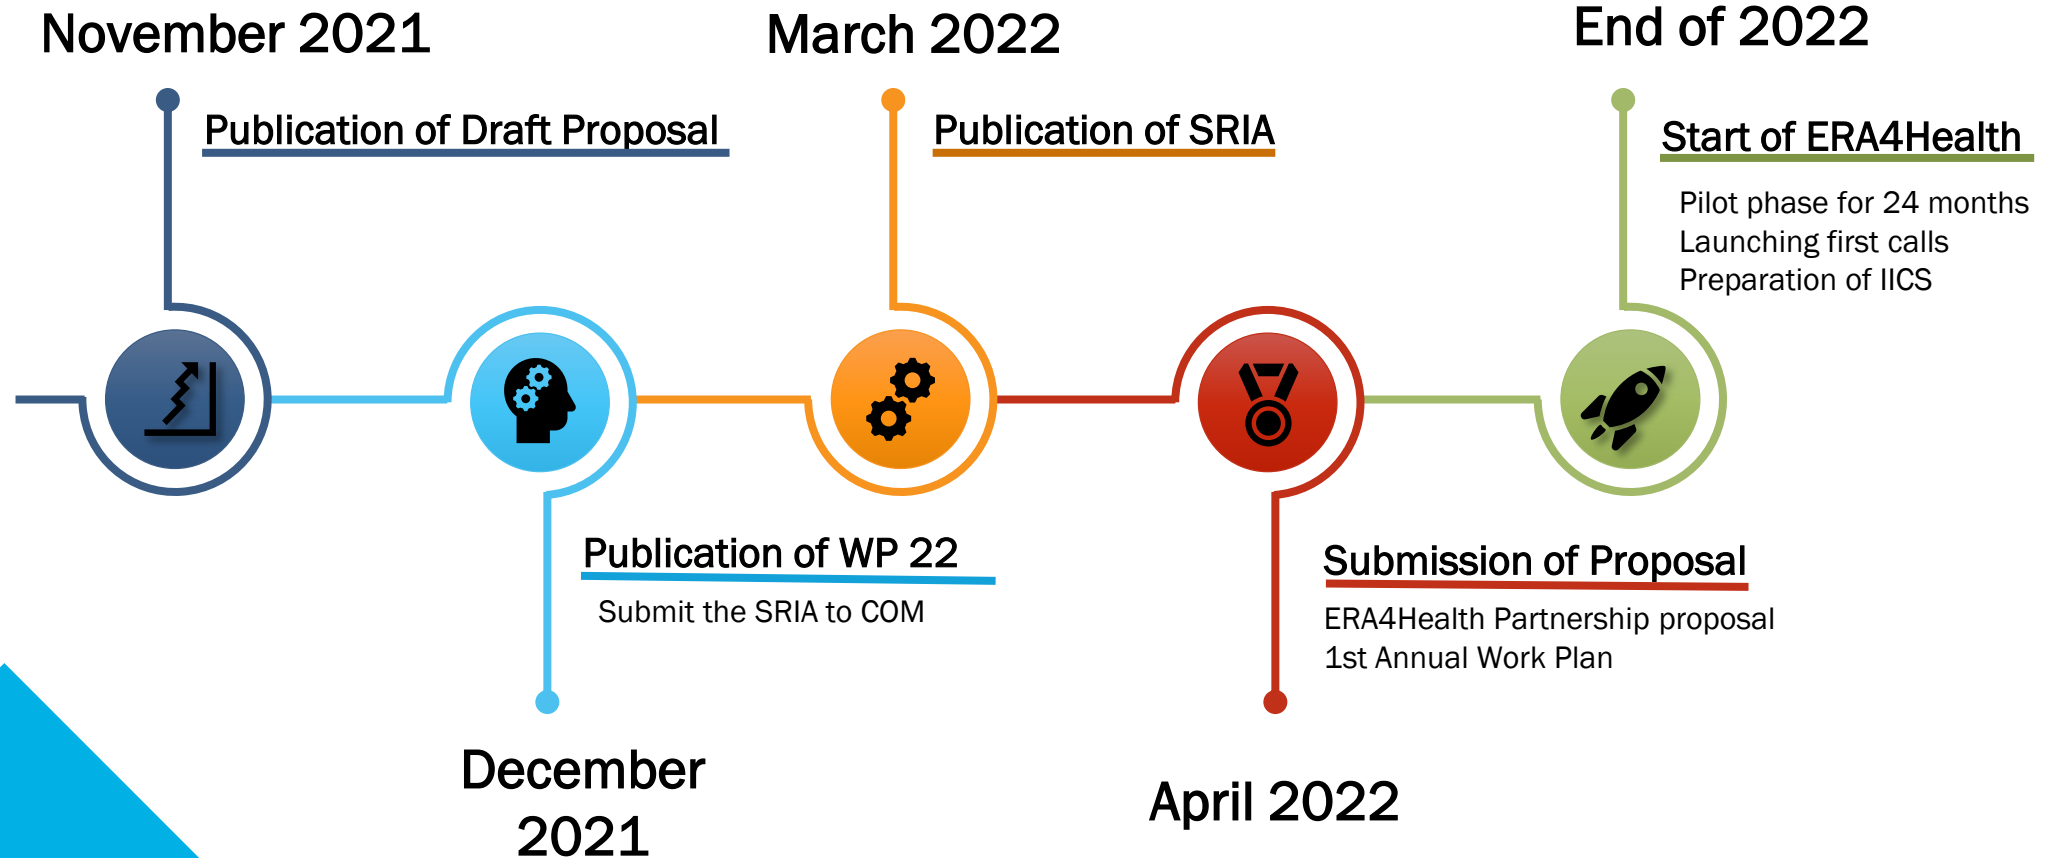 November 2021
Publication of Draft Proposal
March 2022
Publication of SRIA
End of 2022
Start of ERA4Health
Pilot phase for 24 months
Launching first calls
Preparation of IICS
Publication of WP 22
Submit the SRIA to COM
December
2021
Submission of Proposal
ERA4Health Partnership proposal
1st Annual Work Plan
April 2022